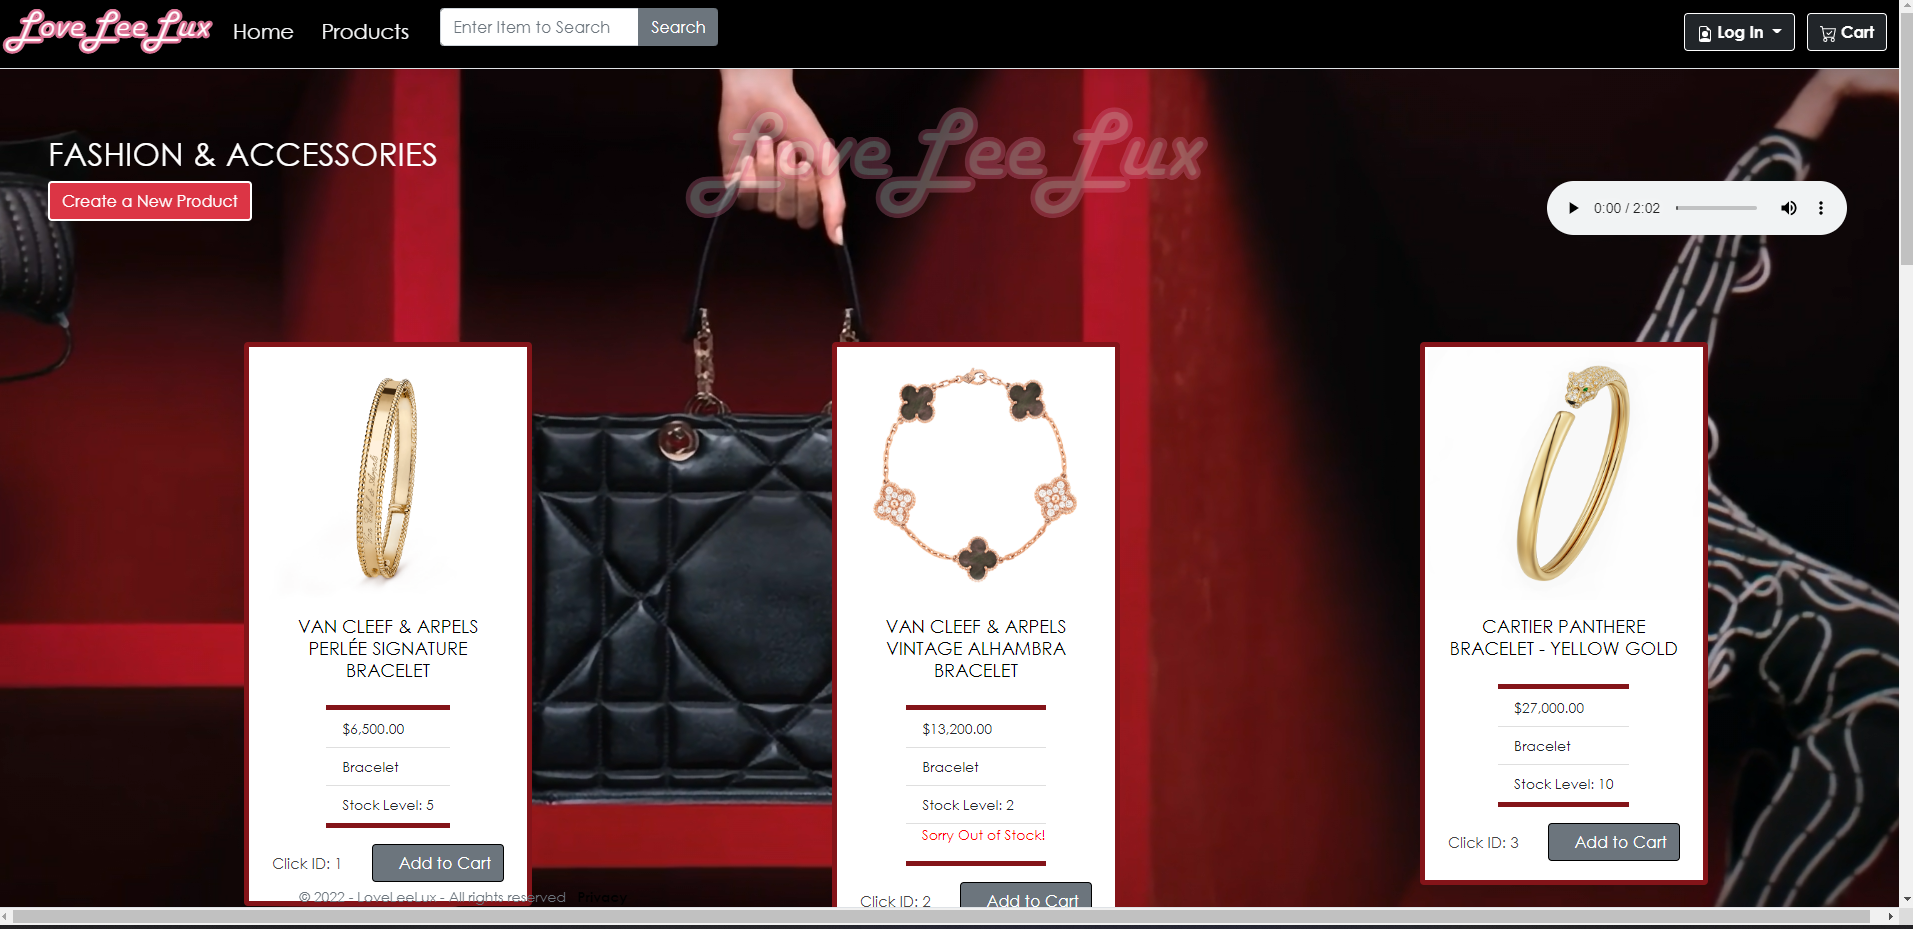 LoveLeeLux Home Products Enter Item to Search Search Log In Cart
LoveLeeLux
FASHION & ACCESSORIES
Create a New Product
0:00 / 2:02
VAN CLEEF & ARPELS
PERLÉE SIGNATURE
BRACELET
$6,500.00
Bracelet
Stock Level: 5
Click ID: 1 Add to Cart
VAN CLEEF & ARPELS
VINTAGE ALHAMBRA
BRACELET
$13,200.00
Bracelet
Stock Level: 2
Sorry Out of Stock!
Click ID: 2 Add to Cart
CARTIER PANTHERE
BRACELET - YELLOW GOLD
$27,000.00
Bracelet
Stock Level: 10
Click ID: 3 Add to Cart
© 2022 - LoveLeeLux - All rights reserved Privacy